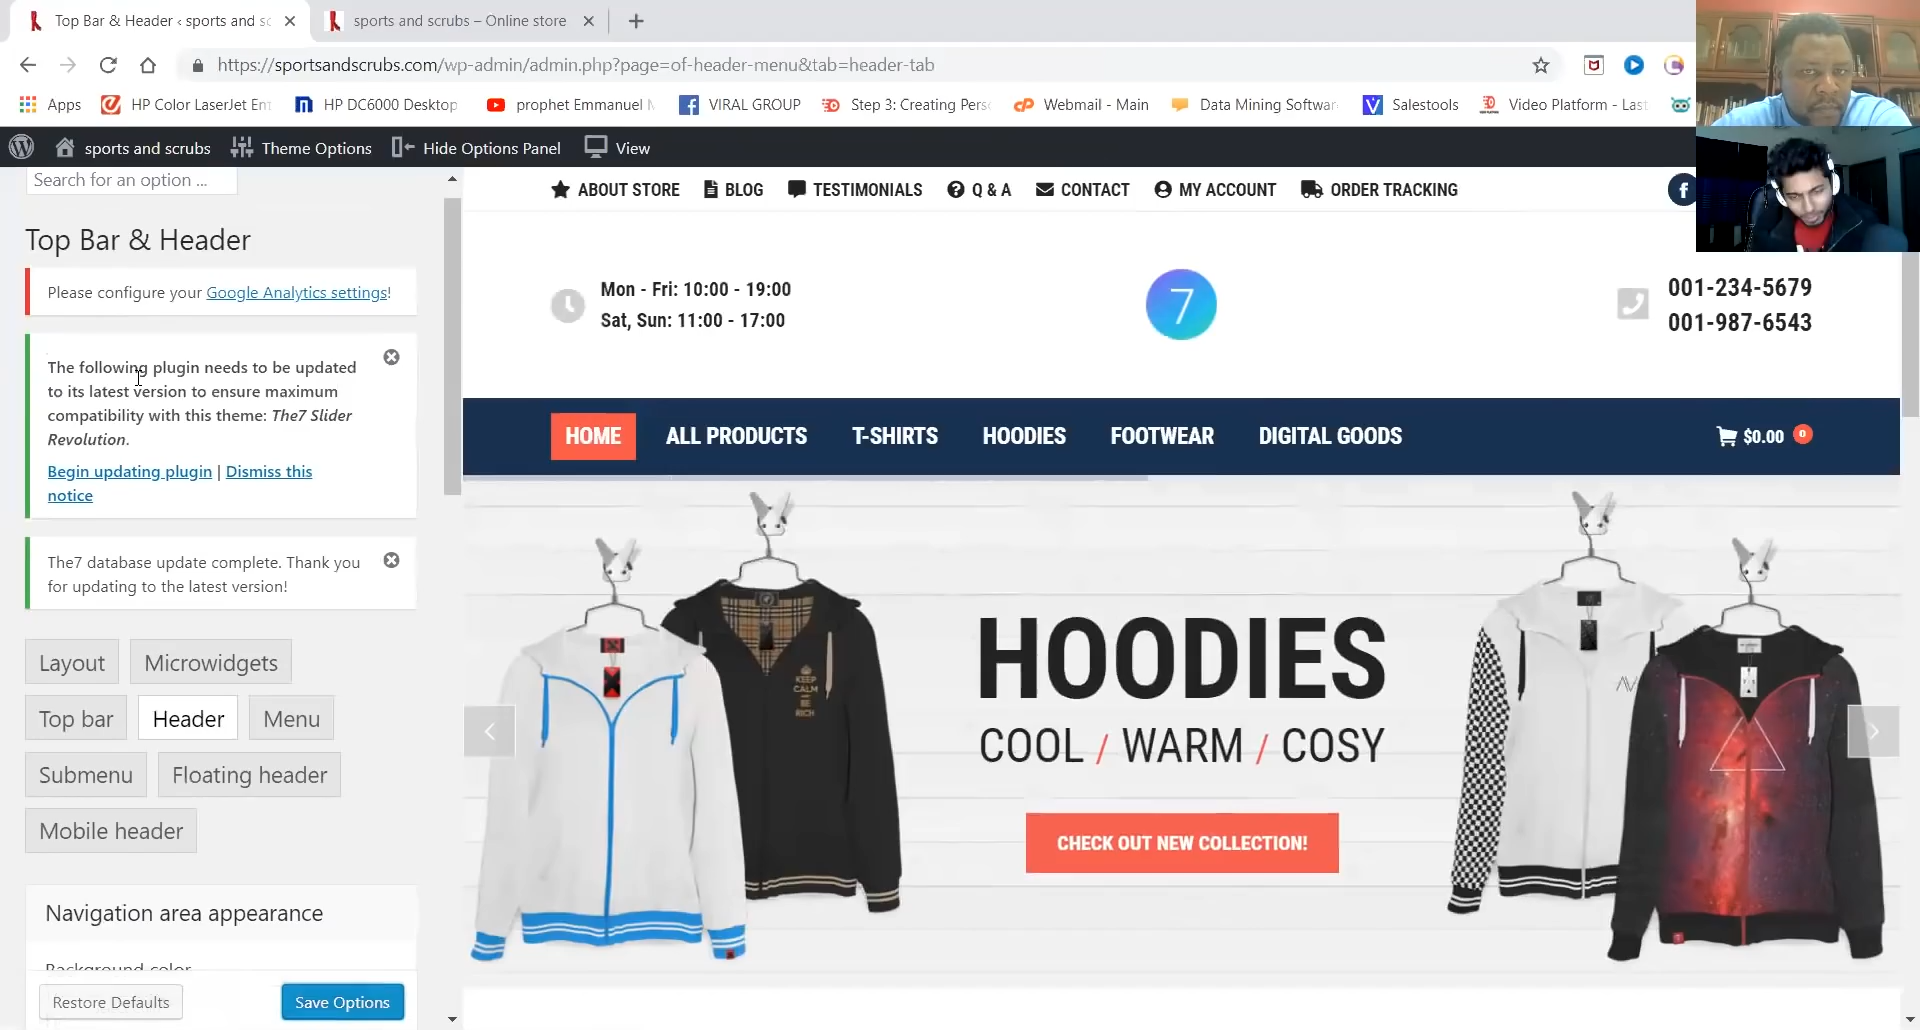 Top Bar & Header ‹ sports and sc
sports and scrubs – Online store
https://sportsandscrubs.com/wp-admin/admin.php?page=of-header-menu&tab=header-tab
Apps
HP Color LaserJet Ent
HP DC6000 Desktop
prophet Emmanuel M
VIRAL GROUP
Step 3: Creating Perso
Webmail - Main
Data Mining Software
Salestools
Video Platform - Last
sports and scrubs
Theme Options
Hide Options Panel
View
Search for an option ...
Top Bar & Header
Please configure your Google Analytics settings!
The following plugin needs to be updated
to its latest version to ensure maximum
compatibility with this theme: The7 Slider
Revolution.
Begin updating plugin | Dismiss this
notice
The7 database update complete. Thank you
for updating to the latest version!
Layout
Microwidgets
Top bar
Header
Menu
Submenu
Floating header
Mobile header
Navigation area appearance
Background color
Restore Defaults
Save Options
ABOUT STORE
BLOG
TESTIMONIALS
Q & A
CONTACT
MY ACCOUNT
ORDER TRACKING
Mon - Fri: 10:00 - 19:00
Sat, Sun: 11:00 - 17:00
7
001-234-5679
001-987-6543
HOME
ALL PRODUCTS
T-SHIRTS
HOODIES
FOOTWEAR
DIGITAL GOODS
$0.00
0
KEEP
CALM
AND
BE
RICH
HOODIES
COOL / WARM / COSY
CHECK OUT NEW COLLECTION!